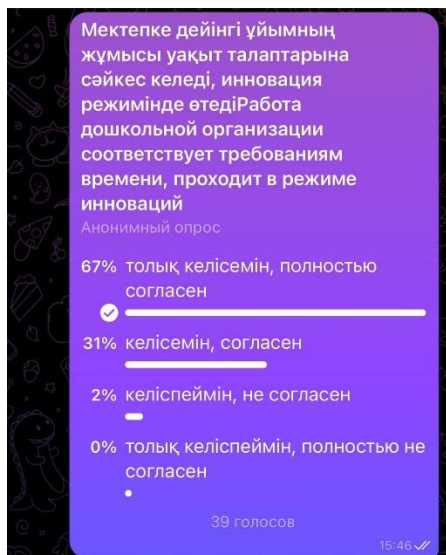 Мектепке дейінгі ұйымның
жұмысы уақыт талаптарына
сәйкес келеді, инновация
режимінде өтедіРабота
дошкольной организации
соответствует требованиям
времени, проходит в режиме
инноваций
Анонимный опрос
67% толық келісемін, полностью
согласен
31% келісемін, согласен
2% келіспеймін, не согласен
0% толық келіспеймін, полностью не
согласен
39 голосов
15:46